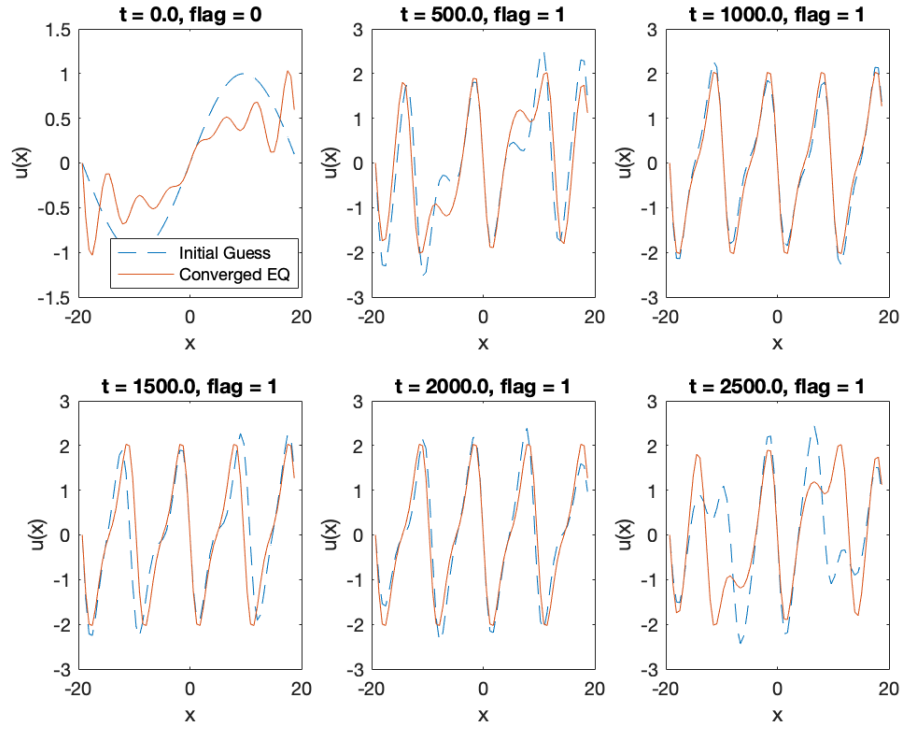 t = 0.0, flag = 0
1.5
1
0.5
0
-0.5
-1
-1.5
u(x)
Initial Guess
Converged EQ
-20 0 20
x
t = 500.0, flag = 1
3
2
1
0
-1
-2
-3
u(x)
-20 0 20
x
t = 1000.0, flag = 1
3
2
1
0
-1
-2
-3
u(x)
-20 0 20
x
t = 1500.0, flag = 1
3
2
1
0
-1
-2
-3
u(x)
-20 0 20
x
t = 2000.0, flag = 1
3
2
1
0
-1
-2
-3
u(x)
-20 0 20
x
t = 2500.0, flag = 1
3
2
1
0
-1
-2
-3
u(x)
-20 0 20
x